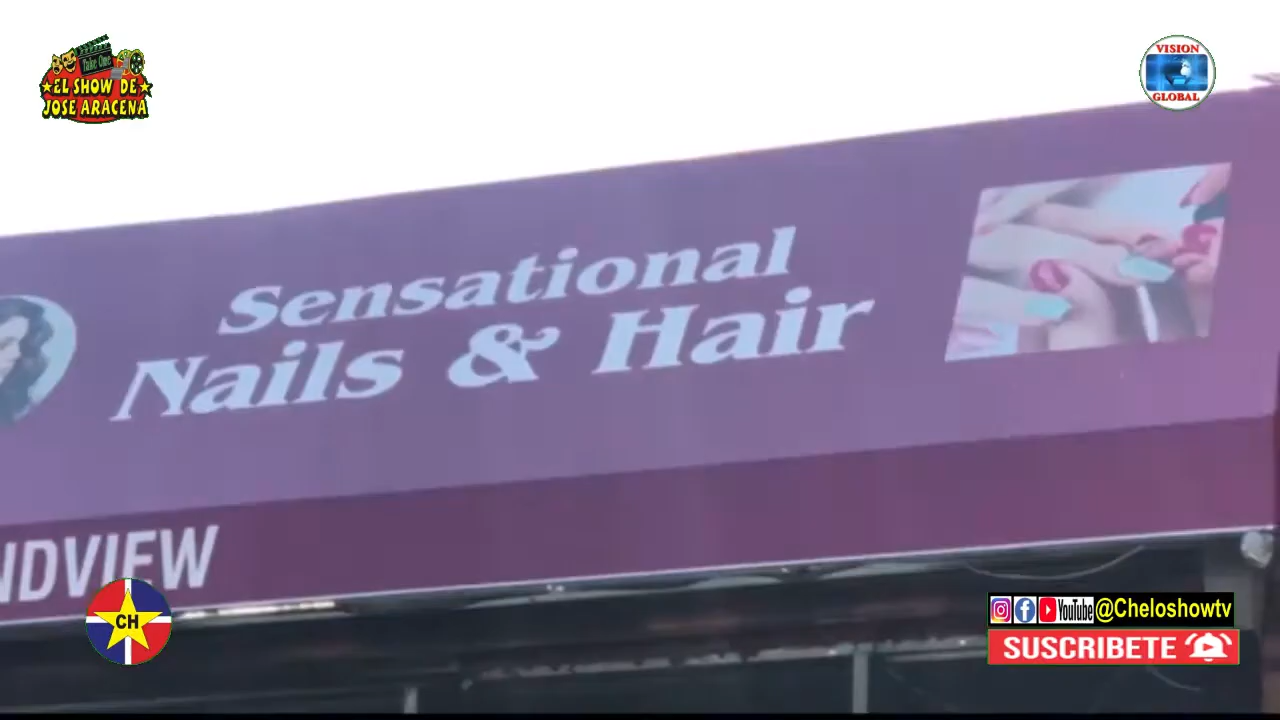 Take One
EL SHOW DE
JOSE ARACENA
VISION
GLOBAL
Sensational
Nails & Hair
NDVIEW
CH
YouTube @Cheloshowtv
SUSCRIBETE